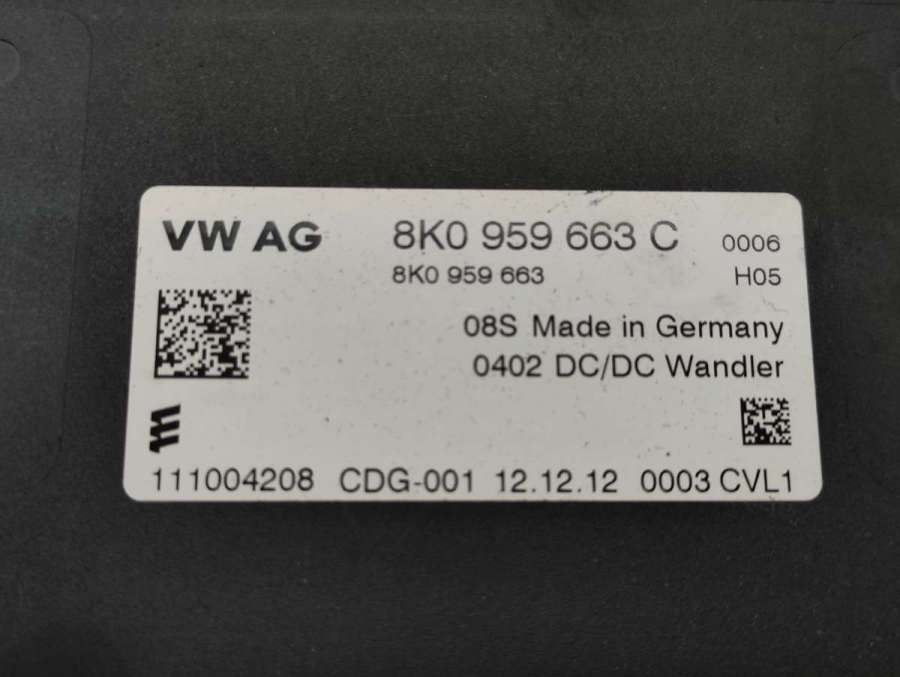 VW AG 8K0 959 663 C 0006
8K0 959 663 H05
08S Made in Germany
0402 DC/DC Wandler
111004208 CDG-001 12.12.12 0003 CVL1